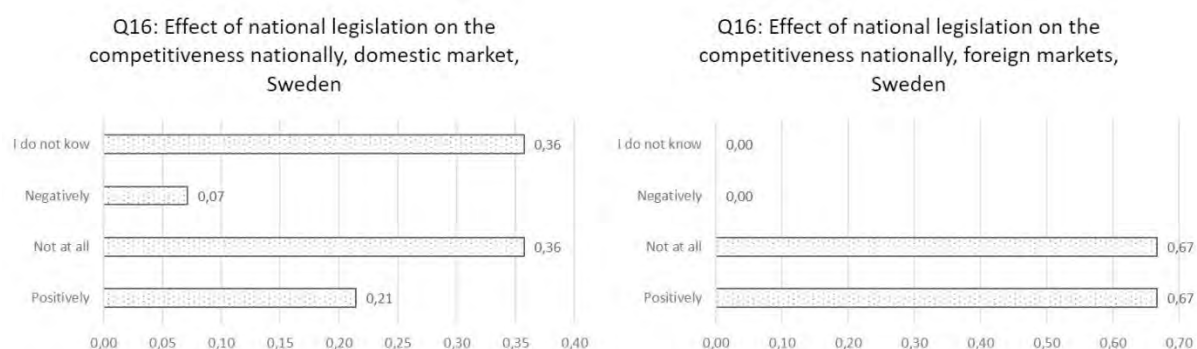 Q16: Effect of national legislation on the
competitiveness nationally, domestic market,
Sweden
I do not kow
0,36
Negatively
0,07
Not at all
0,36
Positively
0,21
0,00 0,05 0,10 0,15 0,20 0,25 0,30 0,35 0,40
Q16: Effect of national legislation on the
competitiveness nationally, foreign markets,
Sweden
I do not know
0,00
Negatively
0,00
Not at all
0,67
Positively
0,67
0,00 0,10 0,20 0,30 0,40 0,50 0,60 0,70